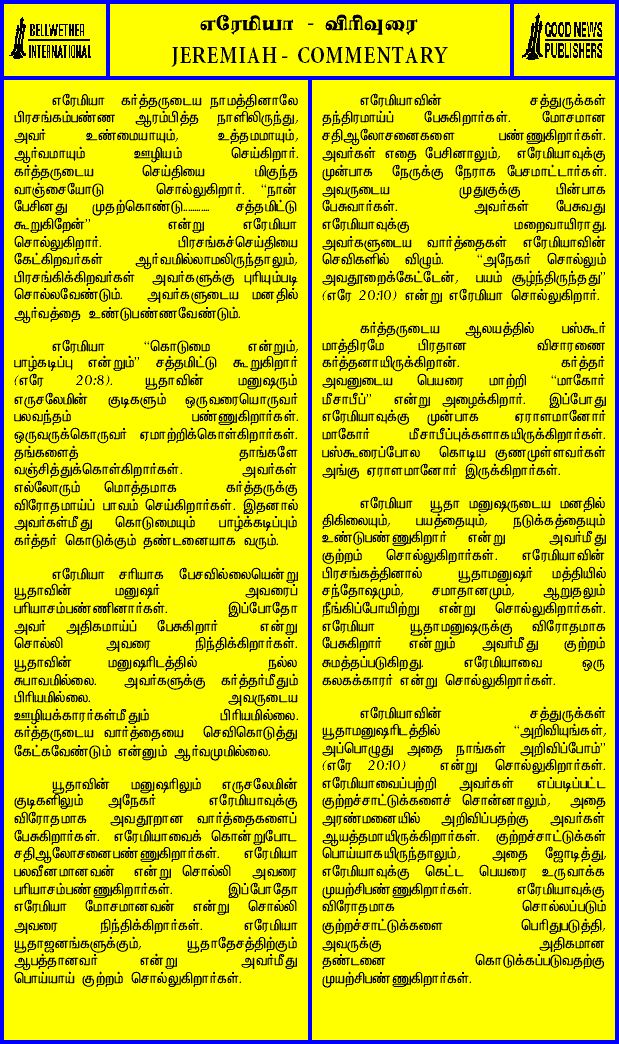 BELLWETHER
INTERNATIONAL
எரேமியா - விரிவுரை
JEREMIAH - COMMENTARY
GOOD NEWS
PUBLISHERS
எரேமியா கர்த்தருடைய நாமத்தினாலே
பிரசங்கம்பண்ண ஆரம்பித்த நாளிலிருந்து,
அவர் உண்மையாயும், உத்தமமாயும்,
ஆர்வமாயும் ஊழியம் செய்கிறார்.
கர்த்தருடைய செய்தியை மிகுந்த
வாஞ்சையோடு சொல்லுகிறார். “நான்
பேசினது முதற்கொண்டு............ சத்தமிட்டு
கூறுகிறேன்” என்று எரேமியா
சொல்லுகிறார். பிரசங்கச்செய்தியை
கேட்கிறவர்கள் ஆர்வமில்லாமலிருந்தாலும்,
பிரசங்கிக்கிறவர்கள் அவர்களுக்கு புரியும்படி
சொல்லவேண்டும். அவர்களுடைய மனதில்
ஆர்வத்தை உண்டுபண்ணவேண்டும்.
எரேமியா “கொடுமை என்றும்,
பாழ்கடிப்பு என்றும்” சத்தமிட்டு கூறுகிறார்
(எரே 20:8). யூதாவின் மனுஷரும்
எருசலேமின் குடிகளும் ஒருவரையொருவர்
பலவந்தம் பண்ணுகிறார்கள்.
ஒருவருக்கொருவர் ஏமாற்றிக்கொள்கிறார்கள்.
தங்களைத் தாங்களே
வஞ்சித்துக்கொள்கிறார்கள். அவர்கள்
எல்லோரும் மொத்தமாக கர்த்தருக்கு
விரோதமாய்ப் பாவம் செய்கிறார்கள். இதனால்
அவர்கள்மீது கொடுமையும் பாழ்க்கடிப்பும்
கர்த்தர் கொடுக்கும் தண்டனையாக வரும்.
எரேமியா சரியாக பேசவில்லையென்று
யூதாவின் மனுஷர் அவரைப்
பரியாசம்பண்ணினார்கள். இப்போதோ
அவர் அதிகமாய்ப் பேசுகிறார் என்று
சொல்லி அவரை நிந்திக்கிறார்கள்.
யூதாவின் மனுஷரிடத்தில் நல்ல
சுபாவமில்லை. அவர்களுக்கு கர்த்தர்மீதும்
பிரியமில்லை. அவருடைய
ஊழியக்காரர்கள்மீதும் பிரியமில்லை.
கர்த்தருடைய வார்த்தையை செவிகொடுத்து
கேட்கவேண்டும் என்னும் ஆர்வமுமில்லை.
யூதாவின் மனுஷரிலும் எருசலேமின்
குடிகளிலும் அநேகர் எரேமியாவுக்கு
விரோதமாக அவதூறான வார்த்தைகளைப்
பேசுகிறார்கள். எரேமியாவைக் கொன்றுபோட
சதிஆலோசனைபண்ணுகிறார்கள். எரேமியா
பலவீனமானவன் என்று சொல்லி அவரை
பரியாசம்பண்ணுகிறார்கள். இப்போதோ
எரேமியா மோசமானவன் என்று சொல்லி
அவரை நிந்திக்கிறார்கள். எரேமியா
யூதாஜனங்களுக்கும், யூதாதேசத்திற்கும்
ஆபத்தானவர் என்று அவர்மீது
பொய்யாய் குற்றம் சொல்லுகிறார்கள்.
எரேமியாவின் சத்துருக்கள்
தந்திரமாய்ப் பேசுகிறார்கள். மோசமான
சதிஆலோசனைகளை பண்ணுகிறார்கள்.
அவர்கள் எதை பேசினாலும், எரேமியாவுக்கு
முன்பாக நேருக்கு நேராக பேசமாட்டார்கள்.
அவருடைய முதுகுக்கு பின்பாக
பேசுவார்கள். அவர்கள் பேசுவது
எரேமியாவுக்கு மறைவாயிராது.
அவர்களுடைய வார்த்தைகள் எரேமியாவின்
செவிகளில் விழும். “அநேகர் சொல்லும்
அவதூறைக்கேட்டேன், பயம் சூழ்ந்திருந்தது”
(எரே 20:10) என்று எரேமியா சொல்லுகிறார்.
கர்த்தருடைய ஆலயத்தில் பஸ்கூர்
மாத்திரமே பிரதான விசாரணை
கர்த்தனாயிருக்கிறான். கர்த்தர்
அவனுடைய பெயரை மாற்றி “மாகோர்
மீசாபீப்” என்று அழைக்கிறார். இப்போது
எரேமியாவுக்கு முன்பாக ஏராளமானோர்
மாகோர் மீசாபீப்புக்களாகயிருக்கிறார்கள்.
பஸ்கூரைப்போல கொடிய குணமுள்ளவர்கள்
அங்கு ஏராளமானோர் இருக்கிறார்கள்.
எரேமியா யூதா மனுஷருடைய மனதில்
திகிலையும், பயத்தையும், நடுக்கத்தையும்
உண்டுபண்ணுகிறார் என்று அவர்மீது
குற்றம் சொல்லுகிறார்கள். எரேமியாவின்
பிரசங்கத்தினால் யூதாமனுஷர் மத்தியில்
சந்தோஷமும், சமாதானமும், ஆறுதலும்
நீங்கிப்போயிற்று என்று சொல்லுகிறார்கள்.
எரேமியா யூதாமனுஷருக்கு விரோதமாக
பேசுகிறார் என்றும் அவர்மீது குற்றம்
சுமத்தப்படுகிறது. எரேமியாவை ஒரு
கலகக்காரர் என்று சொல்லுகிறார்கள்.
எரேமியாவின் சத்துருக்கள்
யூதாமனுஷரிடத்தில் “அறிவியுங்கள்,
அப்பொழுது அதை நாங்கள் அறிவிப்போம்”
(எரே 20:10) என்று சொல்லுகிறார்கள்.
எரேமியாவைப்பற்றி அவர்கள் எப்படிப்பட்ட
குற்றச்சாட்டுக்களைச் சொன்னாலும், அதை
அரண்மனையில் அறிவிப்பதற்கு அவர்கள்
ஆயத்தமாயிருக்கிறார்கள். குற்றச்சாட்டுக்கள்
பொய்யாகயிருந்தாலும், அதை ஜோடித்து,
எரேமியாவுக்கு கெட்ட பெயரை உருவாக்க
முயற்சிபண்ணுகிறார்கள். எரேமியாவுக்கு
விரோதமாக சொல்லப்படும்
குற்றச்சாட்டுக்களை பெரிதுபடுத்தி,
அவருக்கு அதிகமான
தண்டனை கொடுக்கப்படுவதற்கு
முயற்சிபண்ணுகிறார்கள்.